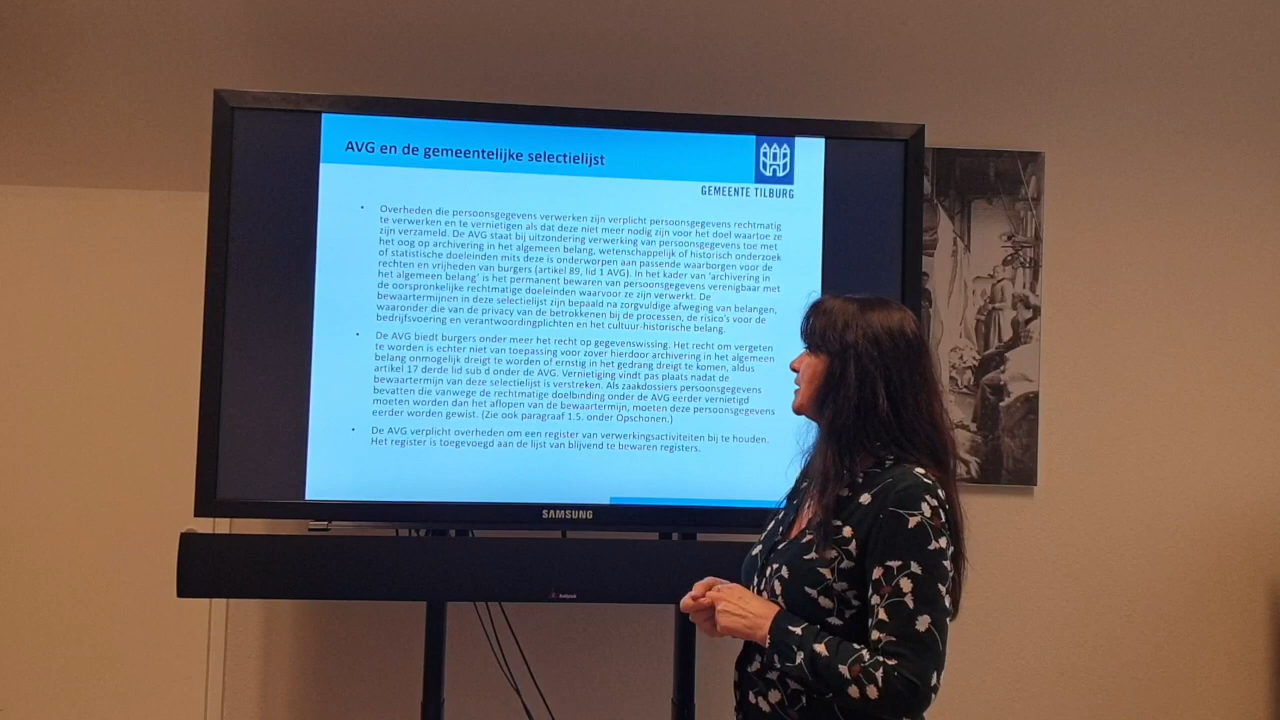 AVG en de gemeentelijke selectielijst
GEMEENTE TILBURG
• Overheden die persoonsgegevens verwerken zijn verplicht persoonsgegevens rechtmatig
te verwerken en te vernietigen als dat deze niet meer nodig zijn voor het doel waartoe ze
zijn verzameld. De AVG staat bij uitzondering verwerking van persoonsgegevens toe met
het oog op archivering in het algemeen belang, wetenschappelijk of historisch onderzoek
of statistische doeleinden mits deze is onderworpen aan passende waarborgen voor de
rechten en vrijheden van burgers (artikel 89, lid 1 AVG). In het kader van 'archivering in
het algemeen belang' is het permanent bewaren van persoonsgegevens verenigbaar met
de oorspronkelijke rechtmatige doeleinden waarvoor ze zijn verwerkt. De
bewaartermijnen in deze selectielijst zijn bepaald na zorgvuldige afweging van belangen,
waaronder die van de privacy van de betrokkenen bij de processen, de risico's voor de
bedrijfsvoering en verantwoordingplichten en het cultuur-historische belang.
• De AVG biedt burgers onder meer het recht op gegevenswissing. Het recht om vergeten
te worden is echter niet van toepassing voor zover hierdoor archivering in het algemeen
belang onmogelijk dreigt te worden of ernstig in het gedrang dreigt te komen, aldus
artikel 17 derde lid sub d onder de AVG. Vernietiging vindt pas plaats nadat de
bewaartermijn van deze selectielijst is verstreken. Als zaakdossiers persoonsgegevens
bevatten die vanwege de rechtmatige doelbinding onder de AVG eerder vernietigd
moeten worden dan het aflopen van de bewaartermijn, moeten deze persoonsgegevens
eerder worden gewist. (Zie ook paragraaf 1.5. onder Opschonen.)
• De AVG verplicht overheden om een register van verwerkingsactiviteiten bij te houden.
Het register is toegevoegd aan de lijst van blijvend te bewaren registers.
SAMSUNG